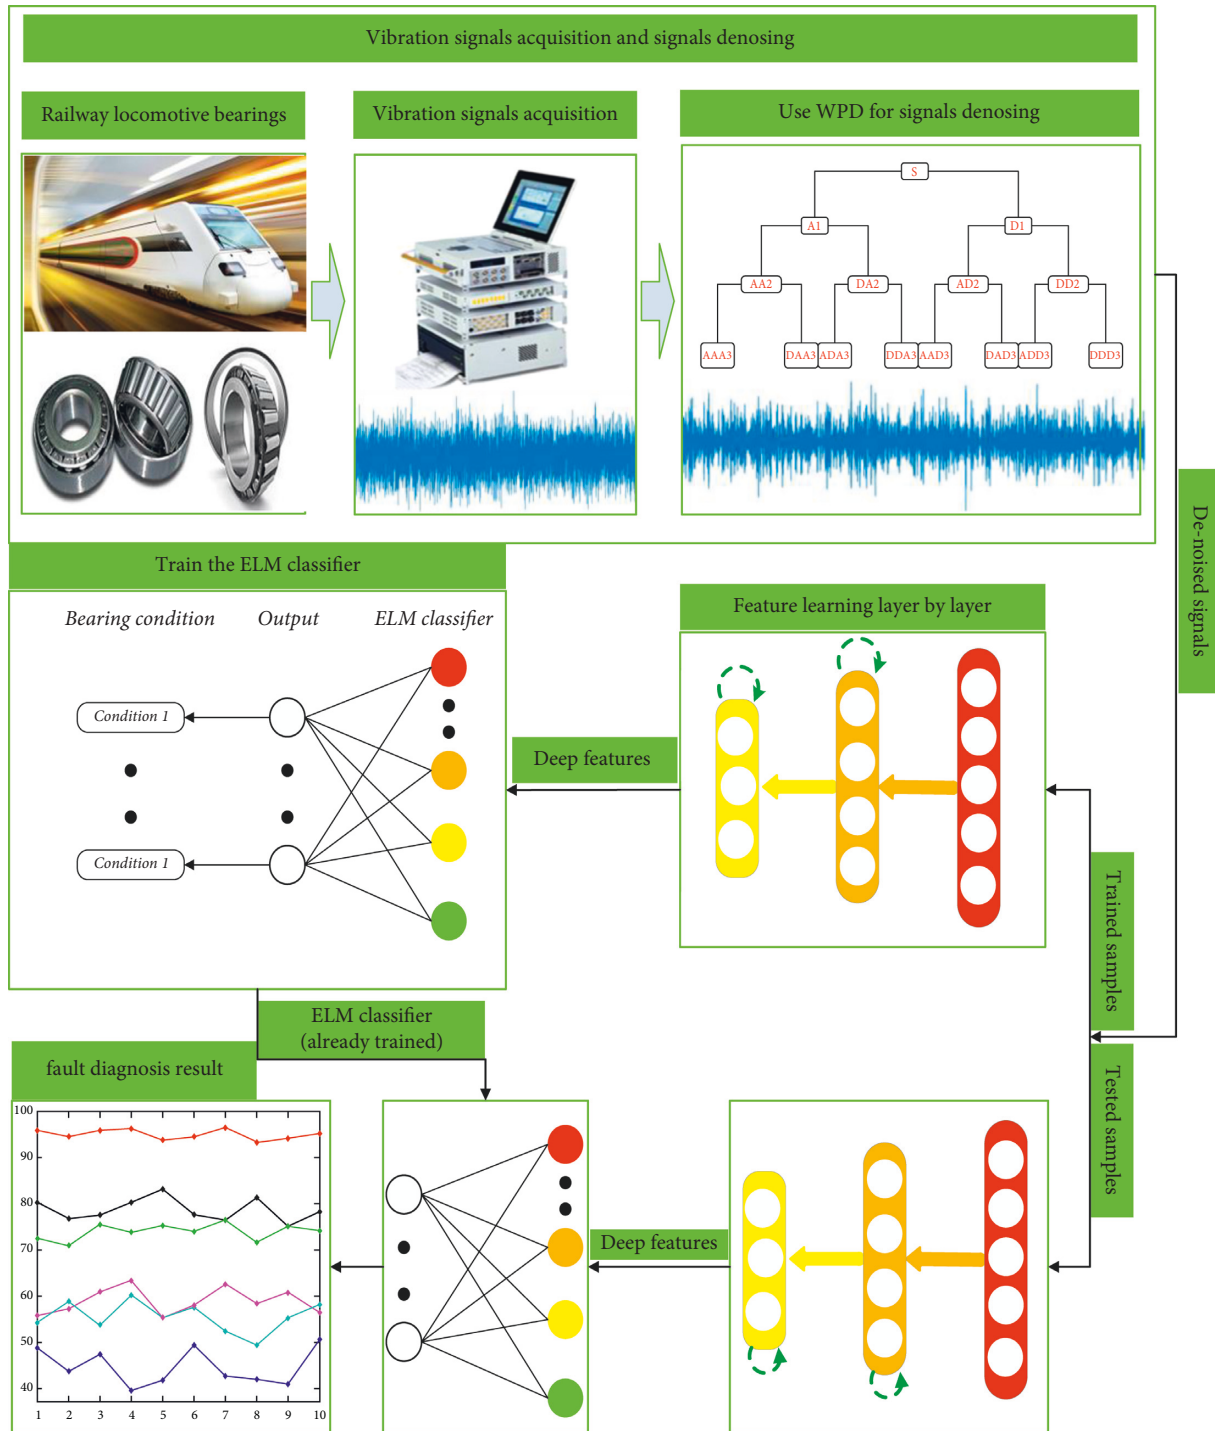 Vibration signals acquisition and signals denosing
Railway locomotive bearings
Vibration signals acquisition
Use WPD for signals denosing
S
A1
D1
AA2
DA2
AD2
DD2
AAA3
DAA3
ADA3
DDA3
AAD3
DAD3
ADD3
DDD3
De-noised signals
Train the ELM classifier
Bearing condition
Output
ELM classifier
Condition 1
Condition 1
Deep features
Feature learning layer by layer
Trained samples
Tested samples
ELM classifier
(already trained)
fault diagnosis result
100
90
80
70
60
50
40
1 2 3 4 5 6 7 8 9 10
Deep features